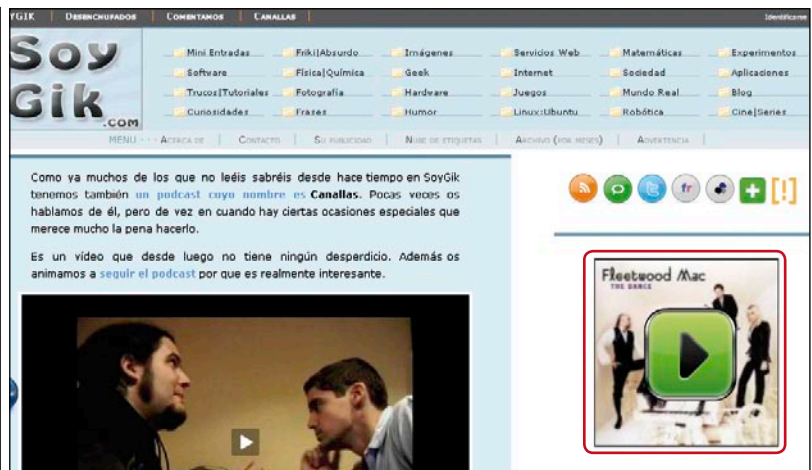 YGIK | DESENCHUFADOS | COMENTAMOS | CANALLAS | Identificarse
Soy
Gik
.COM
Mini Entradas Friki|Absurdo Imágenes Servicios Web Matemáticas Experimentos
Software Física|Química Geek Internet Sociedad Aplicaciones
Trucos|Tutoriales Fotografía Hardware Juegos Mundo Real Blog
Curiosidades Frases Humor Linux:Ubuntu Robótica Cine|Series
MENU · · · ACERCA DE | CONTACTO | SU PUBLICIDAD | NUBE DE ETIQUETAS | ARCHIVO (POR MESES) | ADVERTENCIA |
Como ya muchos de los que no leéis sabréis desde hace tiempo en SoyGik
tenemos también un podcast cuyo nombre es Canallas. Pocas veces os
hablamos de él, pero de vez en cuando hay ciertas ocasiones especiales que
merece mucho la pena hacerlo.
Es un vídeo que desde luego no tiene ningún desperdicio. Además os
animamos a seguir el podcast por que es realmente interesante.
fr
[!]
Fleetwood Mac
THE DANCE